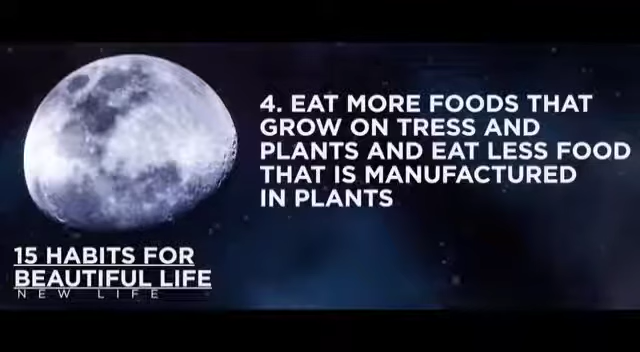 4. EAT MORE FOODS THAT
GROW ON TRESS AND
PLANTS AND EAT LESS FOOD
THAT IS MANUFACTURED
IN PLANTS
15 HABITS FOR
BEAUTIFUL LIFE
NEW LIFE